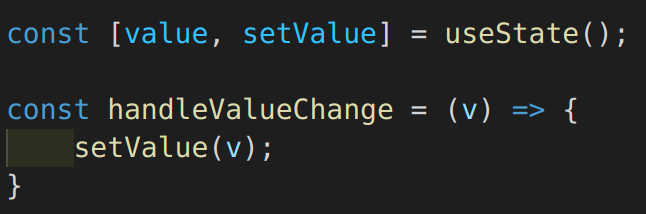 const [value, setValue] = useState();
const handleValueChange = (v) => {
    setValue(v);
}